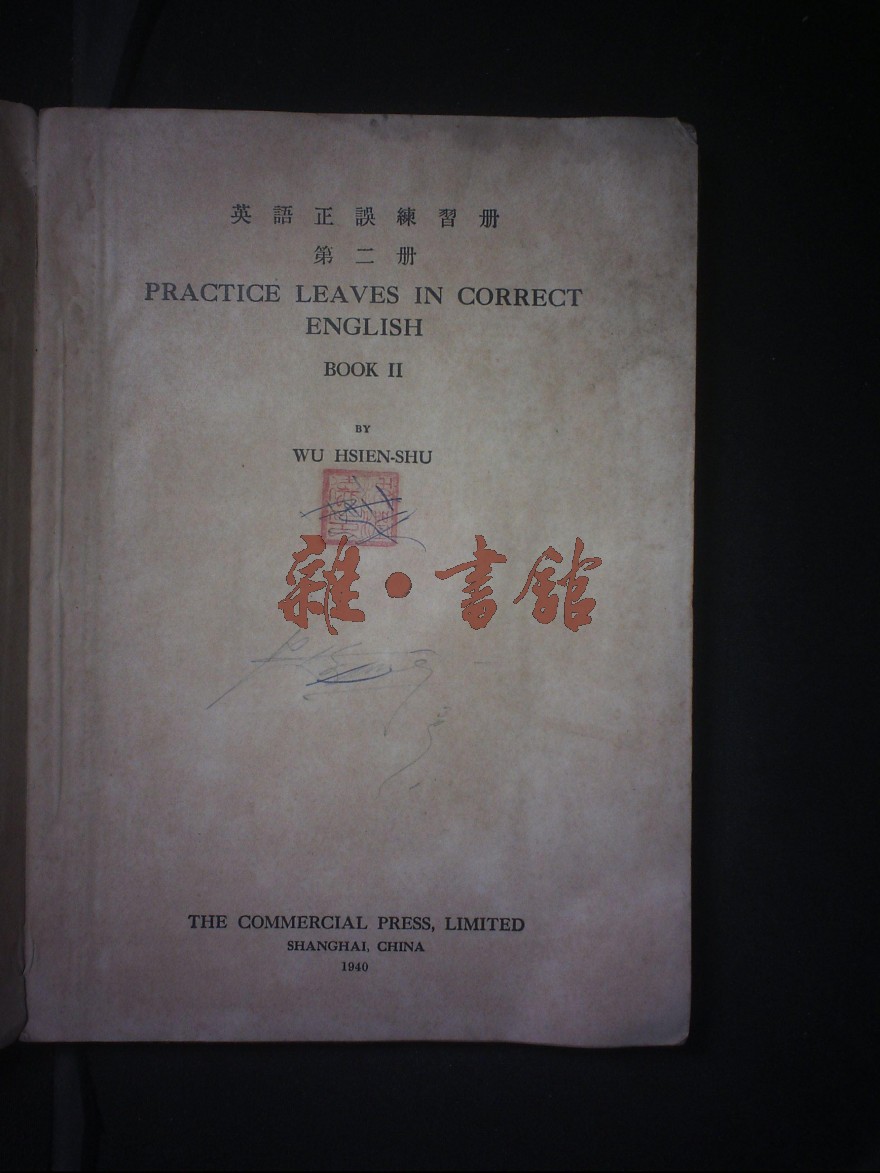 英語正誤練習册
第二册
PRACTICE LEAVES IN CORRECT
ENGLISH
BOOK II
BY
WU HSIEN-SHU
雜·書館
THE COMMERCIAL PRESS, LIMITED
SHANGHAI, CHINA
1940